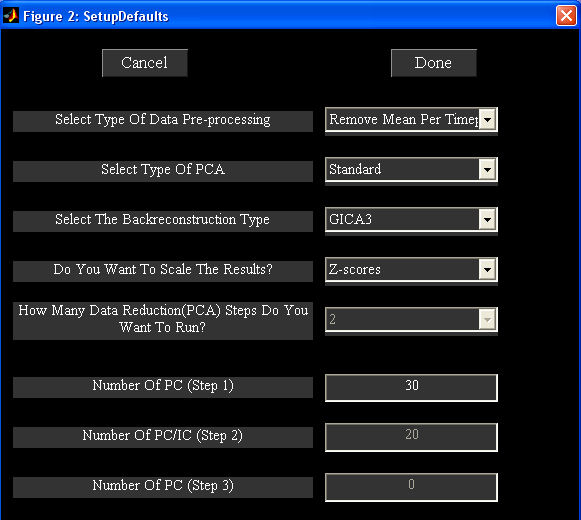 Figure 2: SetupDefaults
Cancel Done
Select Type Of Data Pre-processing Remove Mean Per Timep
Select Type Of PCA Standard
Select The Backreconstruction Type GICA3
Do You Want To Scale The Results? Z-scores
How Many Data Reduction(PCA) Steps Do You
Want To Run? 2
Number Of PC (Step 1) 30
Number Of PC/IC (Step 2) 20
Number Of PC (Step 3) 0